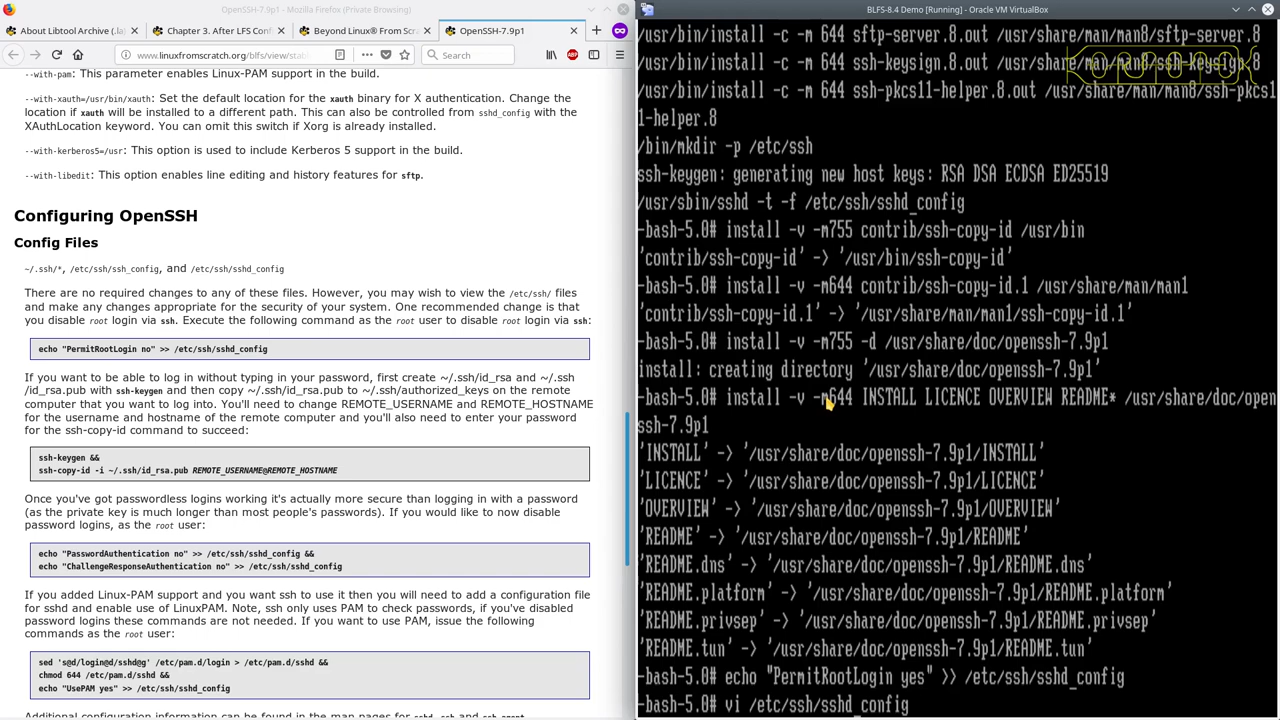 OpenSSH-7.9p1 - Mozilla Firefox (Private Browsing)
About Libtool Archive (.la
Chapter 3. After LFS Conf
Beyond Linux® From Scra
OpenSSH-7.9p1
www.linuxfromscratch.org/blfs/view/stab
Search
--with-pam: This parameter enables Linux-PAM support in the build.
--with-xauth=/usr/bin/xauth: Set the default location for the xauth binary for X authentication. Change the
location if xauth will be installed to a different path. This can also be controlled from sshd_config with the
XAuthLocation keyword. You can omit this switch if Xorg is already installed.
--with-kerberos5=/usr: This option is used to include Kerberos 5 support in the build.
--with-libedit: This option enables line editing and history features for sftp.
Configuring OpenSSH
Config Files
~/.ssh/*, /etc/ssh/ssh_config, and /etc/ssh/sshd_config
There are no required changes to any of these files. However, you may wish to view the /etc/ssh/ files
and make any changes appropriate for the security of your system. One recommended change is that
you disable root login via ssh. Execute the following command as the root user to disable root login via ssh:
echo "PermitRootLogin no" >> /etc/ssh/sshd_config
If you want to be able to log in without typing in your password, first create ~/.ssh/id_rsa and ~/.ssh
/id_rsa.pub with ssh-keygen and then copy ~/.ssh/id_rsa.pub to ~/.ssh/authorized_keys on the remote
computer that you want to log into. You'll need to change REMOTE_USERNAME and REMOTE_HOSTNAME
for the username and hostname of the remote computer and you'll also need to enter your password
for the ssh-copy-id command to succeed:
ssh-keygen &&
ssh-copy-id -i ~/.ssh/id_rsa.pub REMOTE_USERNAME@REMOTE_HOSTNAME
Once you've got passwordless logins working it's actually more secure than logging in with a password
(as the private key is much longer than most people's passwords). If you would like to now disable
password logins, as the root user:
echo "PasswordAuthentication no" >> /etc/ssh/sshd_config &&
echo "ChallengeResponseAuthentication no" >> /etc/ssh/sshd_config
If you added Linux-PAM support and you want ssh to use it then you will need to add a configuration file
for sshd and enable use of LinuxPAM. Note, ssh only uses PAM to check passwords, if you've disabled
password logins these commands are not needed. If you want to use PAM, issue the following
commands as the root user:
sed 's@d/login@d/sshd@g' /etc/pam.d/login > /etc/pam.d/sshd &&
chmod 644 /etc/pam.d/sshd &&
echo "UsePAM yes" >> /etc/ssh/sshd_config
Additional configuration information can be found in the man pages for sshd, ssh and ssh-agent
BLFS-8.4 Demo [Running] - Oracle VM VirtualBox
/usr/bin/install -c -m 644 sftp-server.8.out /usr/share/man/man8/sftp-server.8
/usr/bin/install -c -m 644 ssh-keysign.8.out /usr/share/man/man8/ssh-keysign.8
/usr/bin/install -c -m 644 ssh-pkcs11-helper.8.out /usr/share/man/man8/ssh-pkcs1
1-helper.8
/bin/mkdir -p /etc/ssh
ssh-keygen: generating new host keys: RSA DSA ECDSA ED25519
/usr/sbin/sshd -t -f /etc/ssh/sshd_config
-bash-5.0# install -v -m755 contrib/ssh-copy-id /usr/bin
'contrib/ssh-copy-id' -> '/usr/bin/ssh-copy-id'
-bash-5.0# install -v -m644 contrib/ssh-copy-id.1 /usr/share/man/man1
'contrib/ssh-copy-id.1' -> '/usr/share/man/man1/ssh-copy-id.1'
-bash-5.0# install -v -m755 -d /usr/share/doc/openssh-7.9p1
install: creating directory '/usr/share/doc/openssh-7.9p1'
-bash-5.0# install -v -m644 INSTALL LICENCE OVERVIEW README* /usr/share/doc/open
ssh-7.9p1
'INSTALL' -> '/usr/share/doc/openssh-7.9p1/INSTALL'
'LICENCE' -> '/usr/share/doc/openssh-7.9p1/LICENCE'
'OVERVIEW' -> '/usr/share/doc/openssh-7.9p1/OVERVIEW'
'README' -> '/usr/share/doc/openssh-7.9p1/README'
'README.dns' -> '/usr/share/doc/openssh-7.9p1/README.dns'
'README.platform' -> '/usr/share/doc/openssh-7.9p1/README.platform'
'README.privsep' -> '/usr/share/doc/openssh-7.9p1/README.privsep'
'README.tun' -> '/usr/share/doc/openssh-7.9p1/README.tun'
-bash-5.0# echo "PermitRootLogin yes" >> /etc/ssh/sshd_config
-bash-5.0# vi /etc/ssh/sshd_config